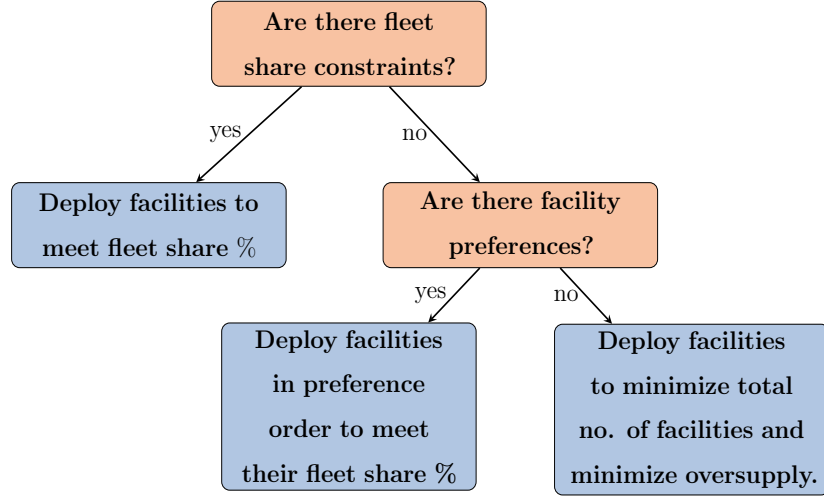 Are there fleet
share constraints?
yes
no
Deploy facilities to
meet fleet share %
Are there facility
preferences?
yes
no
Deploy facilities
in preference
order to meet
their fleet share %
Deploy facilities
to minimize total
no. of facilities and
minimize oversupply.